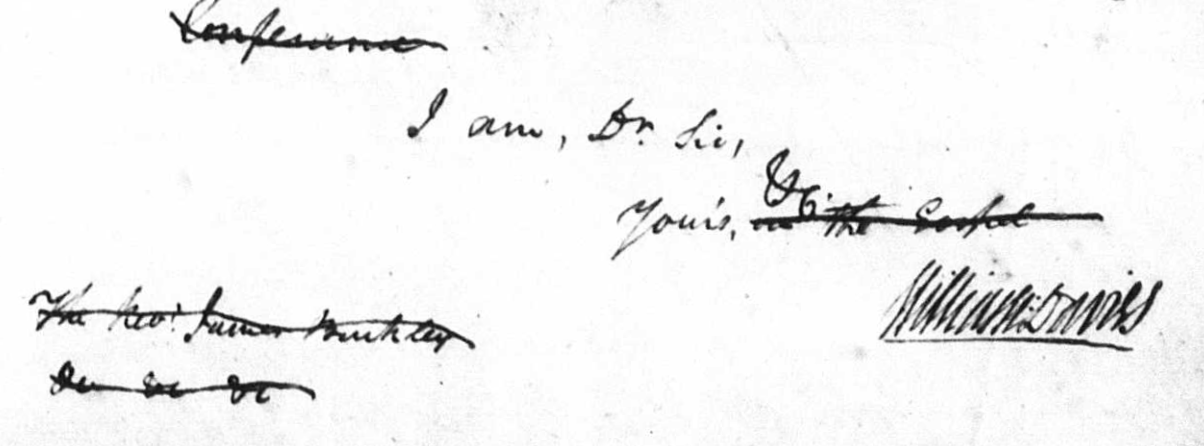 Conference
I am, Dr. Sir,
Yours, &c. in the Gospel
William Davies
The Revd. James Buckley
&c &c &c